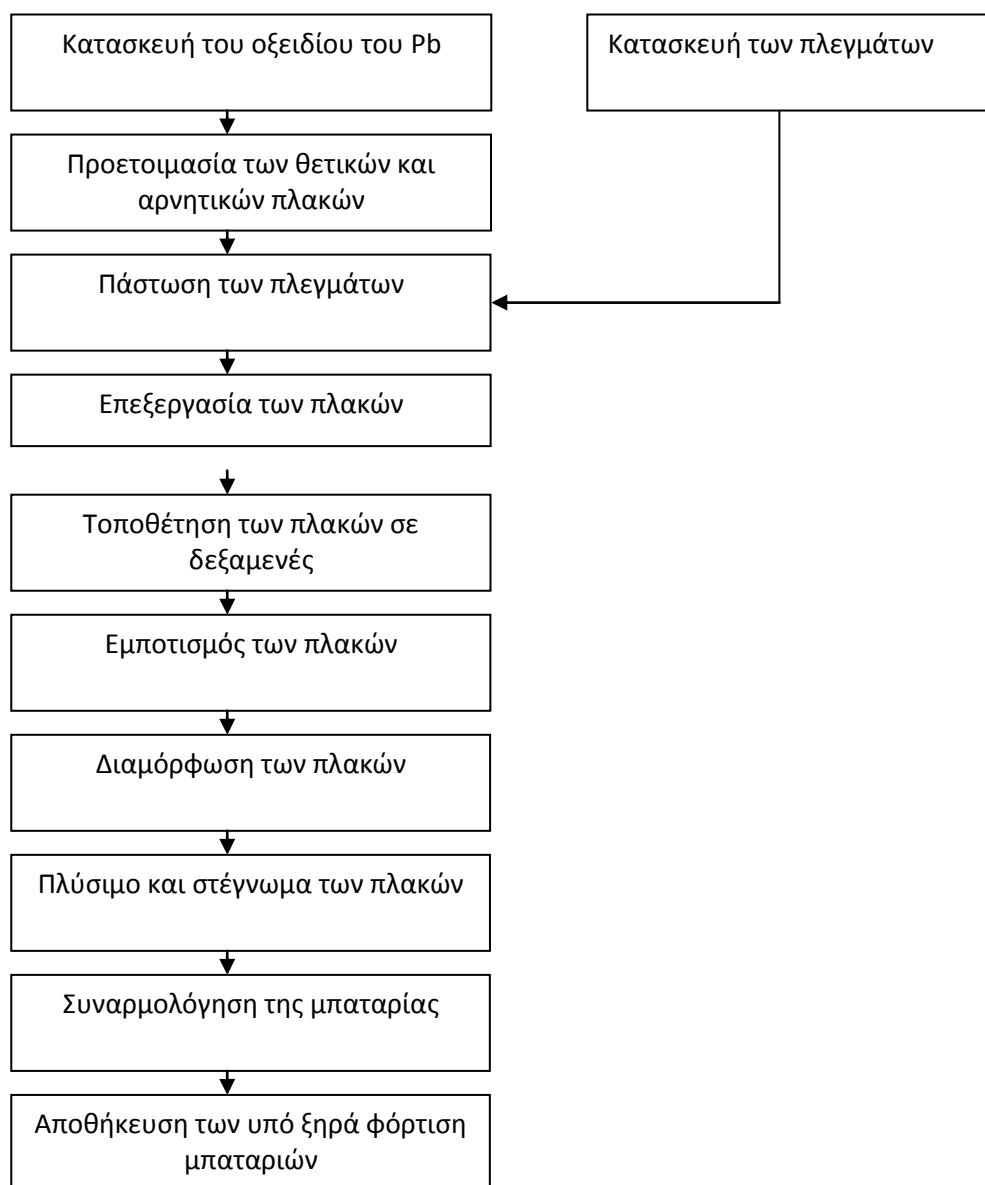 Κατασκευή του οξειδίου του Pb
Κατασκευή των πλεγμάτων
Προετοιμασία των θετικών και
αρνητικών πλακών
Πάστωση των πλεγμάτων
Επεξεργασία των πλακών
Τοποθέτηση των πλακών σε
δεξαμενές
Εμποτισμός των πλακών
Διαμόρφωση των πλακών
Πλύσιμο και στέγνωμα των πλακών
Συναρμολόγηση της μπαταρίας
Αποθήκευση των υπό ξηρά φόρτιση
μπαταριών